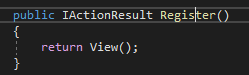 public IActionResult Register()
{
return View();
}